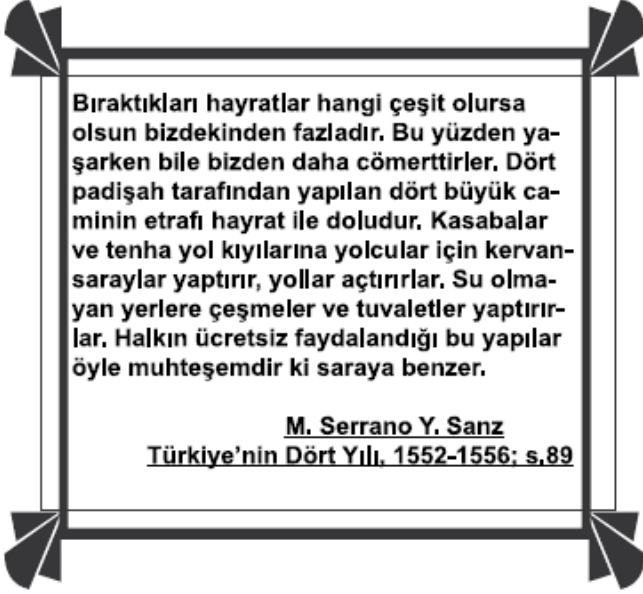 Bıraktıkları hayratlar hangi çeşit olursa
olsun bizdekinden fazladır. Bu yüzden ya-
şarken bile bizden daha cömerttirler. Dört
padişah tarafından yapılan dört büyük ca-
minin etrafı hayrat ile doludur. Kasabalar
ve tenha yol kıyılarına yolcular için kervan-
saraylar yaptırır, yollar açtırırlar. Su olma-
yan yerlere çeşmeler ve tuvaletler yaptırır-
lar. Halkın ücretsiz faydalandığı bu yapılar
öyle muhteşemdir ki saraya benzer.
M. Serrano Y. Sanz
Türkiye’nin Dört Yılı, 1552-1556; s.89